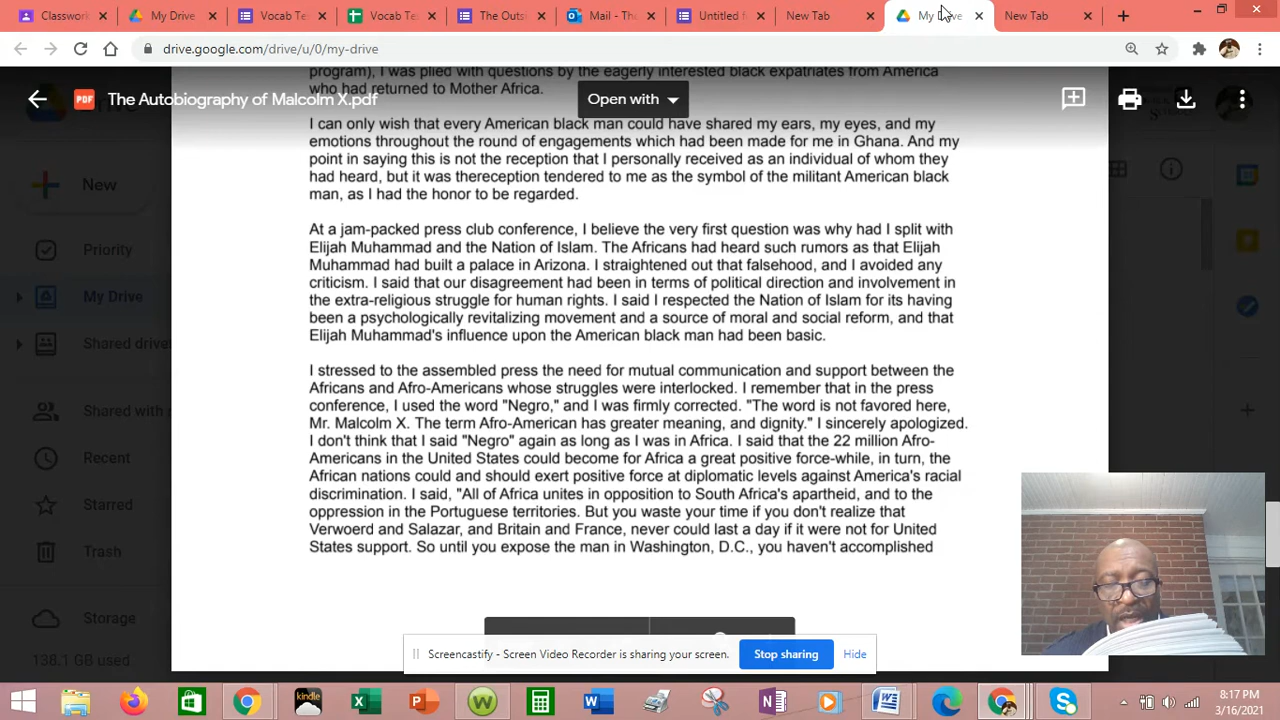 Classwork
My Drive
Vocab Te
Vocab Te
The Outs
Mail - Th
Untitled f
New Tab
My Drive
New Tab
drive.google.com/drive/u/0/my-drive
program), I was plied with questions by the eagerly interested black expatriates from America
who had returned to Mother Africa.
PDF
The Autobiography of Malcolm X.pdf
Open with
I can only wish that every American black man could have shared my ears, my eyes, and my
emotions throughout the round of engagements which had been made for me in Ghana. And my
point in saying this is not the reception that I personally received as an individual of whom they
had heard, but it was thereception tendered to me as the symbol of the militant American black
man, as I had the honor to be regarded.
At a jam-packed press club conference, I believe the very first question was why had I split with
Elijah Muhammad and the Nation of Islam. The Africans had heard such rumors as that Elijah
Muhammad had built a palace in Arizona. I straightened out that falsehood, and I avoided any
criticism. I said that our disagreement had been in terms of political direction and involvement in
the extra-religious struggle for human rights. I said I respected the Nation of Islam for its having
been a psychologically revitalizing movement and a source of moral and social reform, and that
Elijah Muhammad's influence upon the American black man had been basic.
I stressed to the assembled press the need for mutual communication and support between the
Africans and Afro-Americans whose struggles were interlocked. I remember that in the press
conference, I used the word "Negro," and I was firmly corrected. "The word is not favored here,
Mr. Malcolm X. The term Afro-American has greater meaning, and dignity." I sincerely apologized.
I don't think that I said "Negro" again as long as I was in Africa. I said that the 22 million Afro-
Americans in the United States could become for Africa a great positive force-while, in turn, the
African nations could and should exert positive force at diplomatic levels against America's racial
discrimination. I said, "All of Africa unites in opposition to South Africa's apartheid, and to the
oppression in the Portuguese territories. But you waste your time if you don't realize that
Verwoerd and Salazar, and Britain and France, never could last a day if it were not for United
States support. So until you expose the man in Washington, D.C., you haven't accomplished
New
Priority
My Drive
Shared drive
Shared with
Recent
Starred
Trash
Storage
138.1 GB used
Screencastify - Screen Video Recorder is sharing your screen.
Stop sharing
Hide
kindle
8:17 PM
3/16/2021